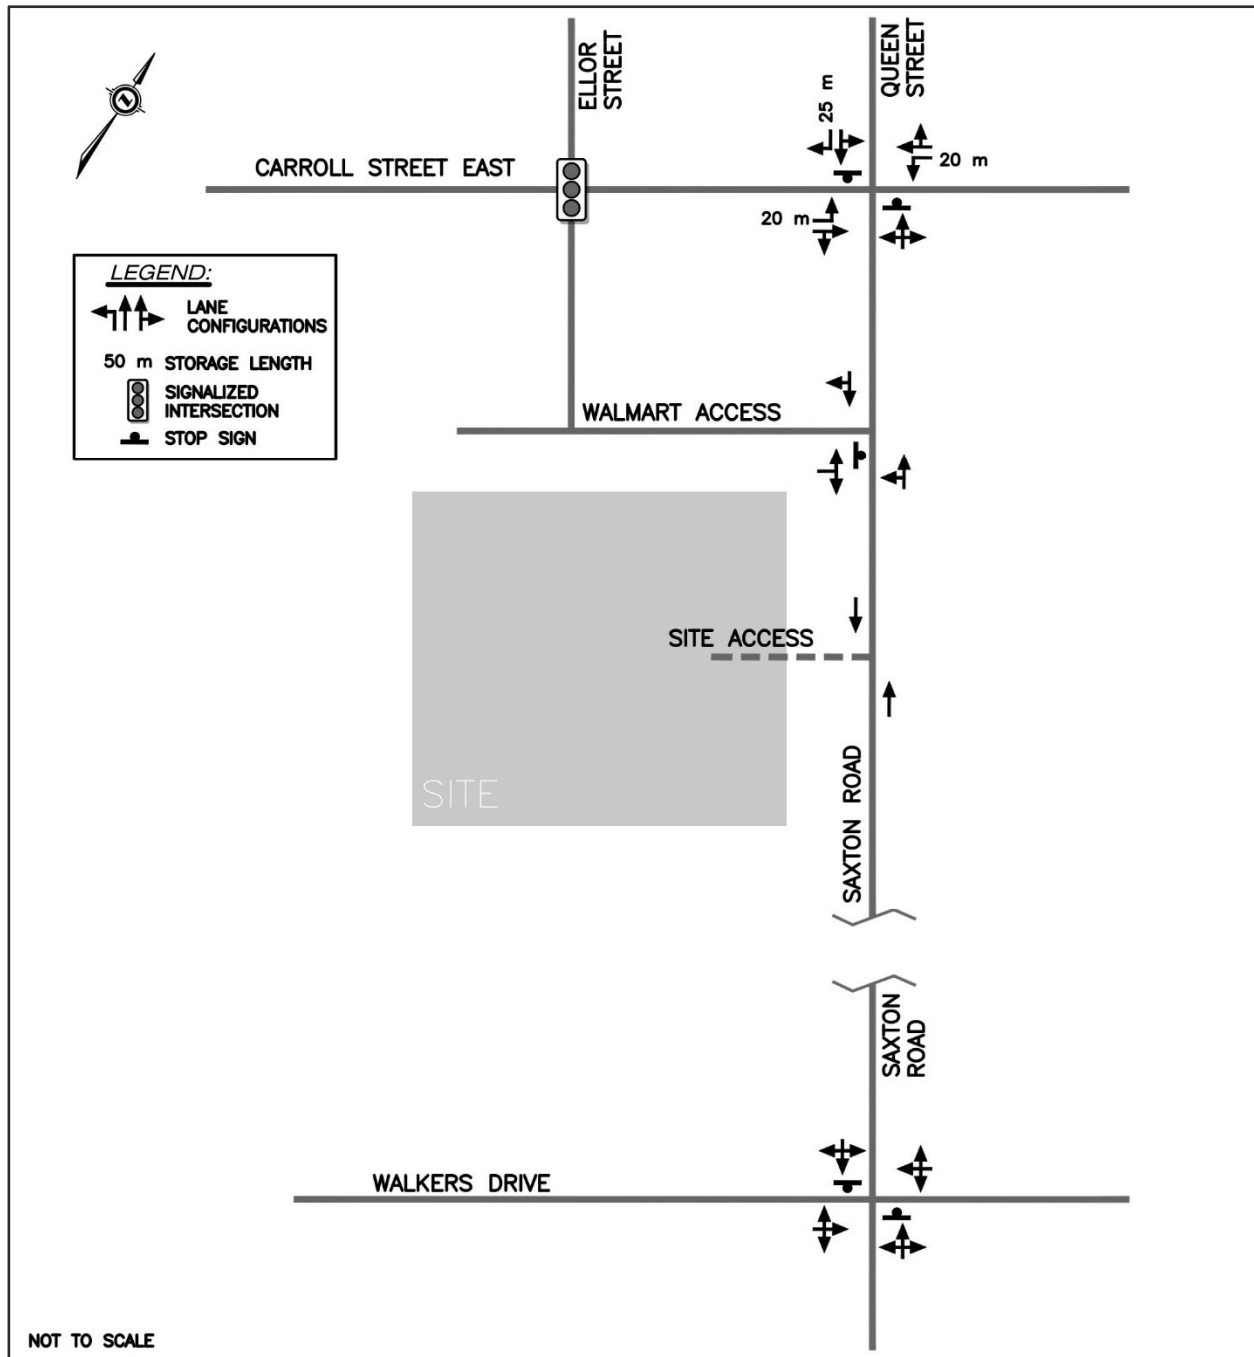 ELLOR
STREET
25 m
QUEEN
STREET
CARROLL STREET EAST
20 m
20 m
LEGEND:
LANE
CONFIGURATIONS
50 m STORAGE LENGTH
SIGNALIZED
INTERSECTION
STOP SIGN
WALMART ACCESS
SITE ACCESS
SITE
SAXTON ROAD
SAXTON
ROAD
WALKERS DRIVE
NOT TO SCALE